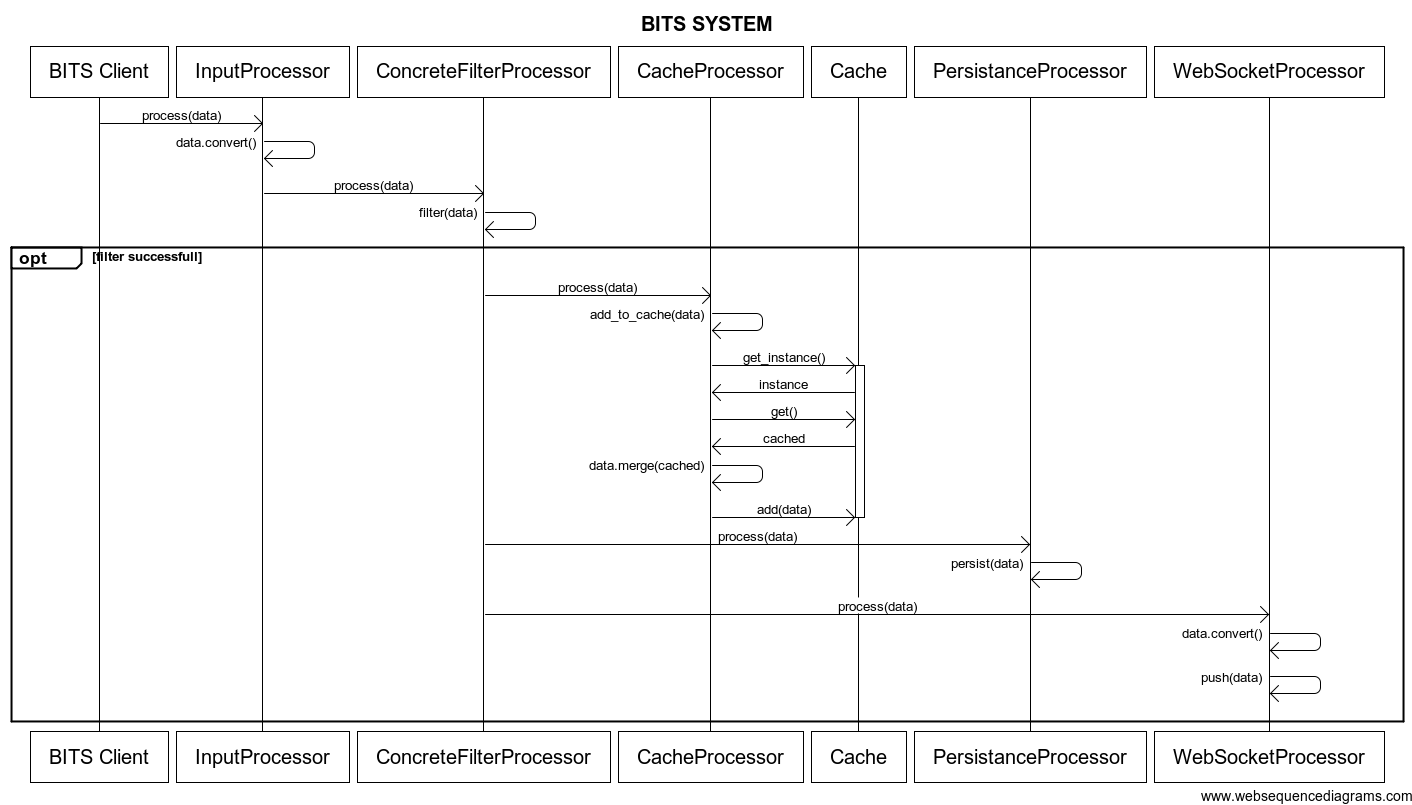 BITS SYSTEM
BITS Client InputProcessor ConcreteFilterProcessor CacheProcessor Cache PersistanceProcessor WebSocketProcessor
process(data)
data.convert()
process(data)
filter(data)
opt [filter successfull]
process(data)
add_to_cache(data)
get_instance()
instance
get()
cached
data.merge(cached)
add(data)
process(data)
persist(data)
process(data)
data.convert()
push(data)
BITS Client InputProcessor ConcreteFilterProcessor CacheProcessor Cache PersistanceProcessor WebSocketProcessor
www.websequencediagrams.com